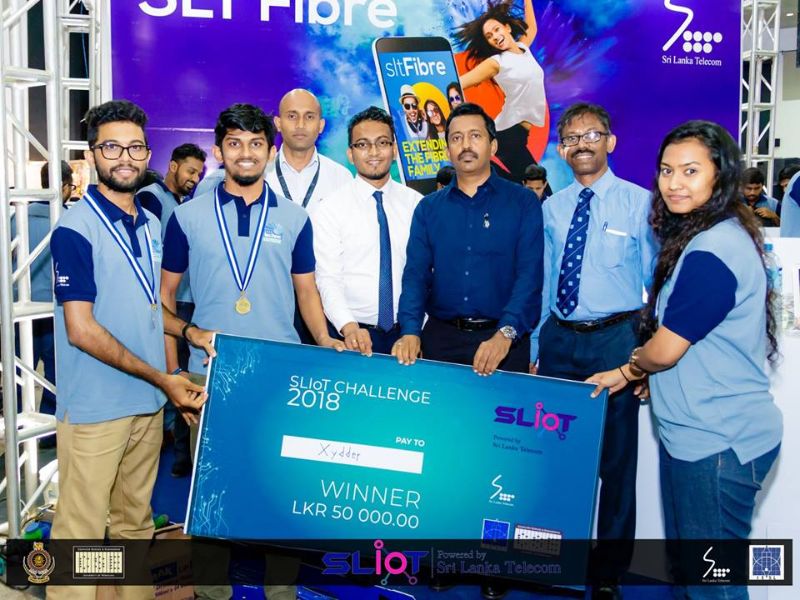 SLT Fibre
sltFibre
EXTENDING
THE FIBRE
FAMILY
Sri Lanka Telecom
SLIoT CHALLENGE
2018
PAY TO
Xydder
WINNER
LKR 50 000.00
SLIOT
Powered by
Sri Lanka Telecom
SLIOT
Powered by
Sri Lanka Telecom